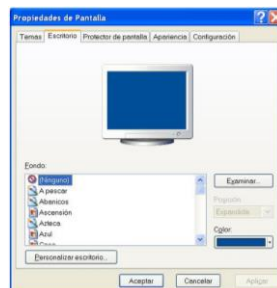 Propiedades de Pantalla
Temas Escritorio Protector de pantalla Apariencia Configuración
Fondo:
(Ninguno)
A pescar
Abanicos
Ascensión
Azteca
Azul
Examinar...
Posición:
Expandida
Color:
Personalizar escritorio...
Aceptar Cancelar Aplicar